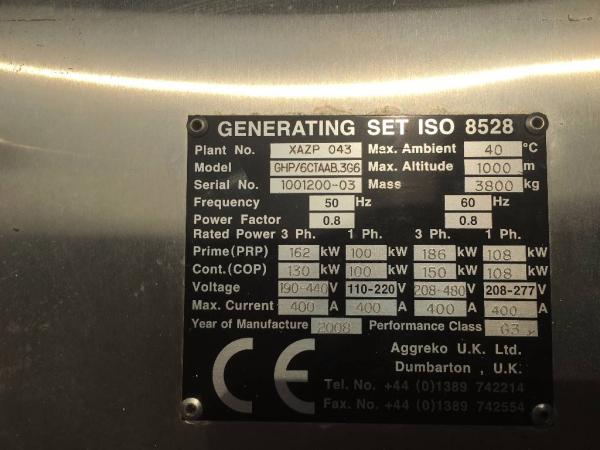 GENERATING SET ISO 8528
Plant No. XAZP 043 Max. Ambient 40 °C
Model GHP/6CTAAB.3G6 Max. Altitude 1000 m
Serial No. 1001200-03 Mass 3800 kg
Frequency 50 Hz 60 Hz
Power Factor 0.8 0.8
Rated Power 3 Ph. 1 Ph. 3 Ph. 1 Ph.
Prime(PRP) 162 kW 100 kW 186 kW 108 kW
Cont.(COP) 130 kW 100 kW 150 kW 108 kW
Voltage 190-440 V 110-220 V 208-480 V 208-277 V
Max. Current 400 A 400 A 400 A 400 A
Year of Manufacture 2008 Performance Class G3
CE
Aggreko U.K. Ltd.
Dumbarton , U.K.
Tel. No. +44 (0)1389 742214
Fax. No. +44 (0)1389 742554